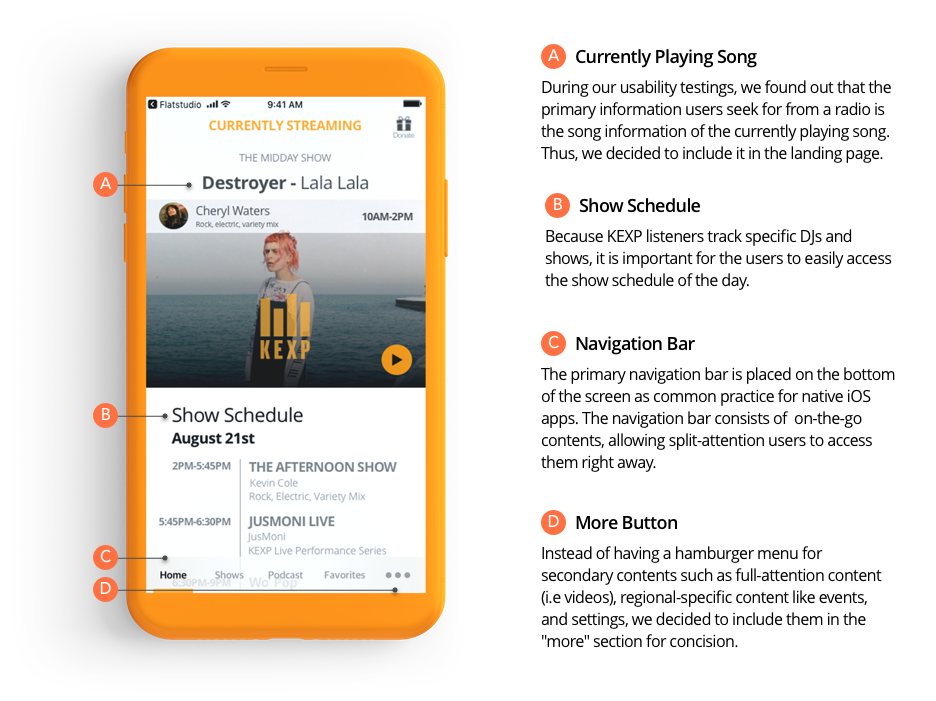 Flatstudio
9:41 AM
CURRENTLY STREAMING
Donate
THE MIDDAY SHOW
A
Destroyer - Lala Lala
Cheryl Waters
Rock, electric, variety mix
10AM-2PM
KEXP
B
Show Schedule
August 21st
2PM-5:45PM
THE AFTERNOON SHOW
Kevin Cole
Rock, Electric, Variety Mix
5:45PM-6:30PM
JUSMONI LIVE
JusMoni
KEXP Live Performance Series
C
Home
Shows
Podcast
Favorites
D
6:30PM-9PM
Wo' Pop
A Currently Playing Song
During our usability testings, we found out that the
primary information users seek for from a radio is
the song information of the currently playing song.
Thus, we decided to include it in the landing page.
B Show Schedule
Because KEXP listeners track specific DJs and
shows, it is important for the users to easily access
the show schedule of the day.
C Navigation Bar
The primary navigation bar is placed on the bottom
of the screen as common practice for native iOS
apps. The navigation bar consists of on-the-go
contents, allowing split-attention users to access
them right away.
D More Button
Instead of having a hamburger menu for
secondary contents such as full-attention content
(i.e videos), regional-specific content like events,
and settings, we decided to include them in the
"more" section for concision.